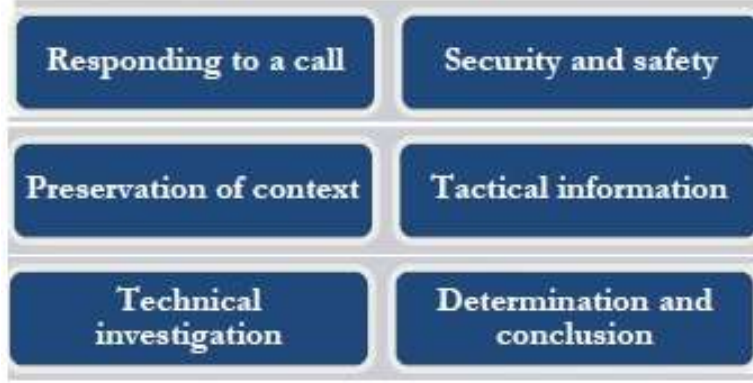 Responding to a call
Security and safety
Preservation of context
Tactical information
Technical
investigation
Determination and
conclusion